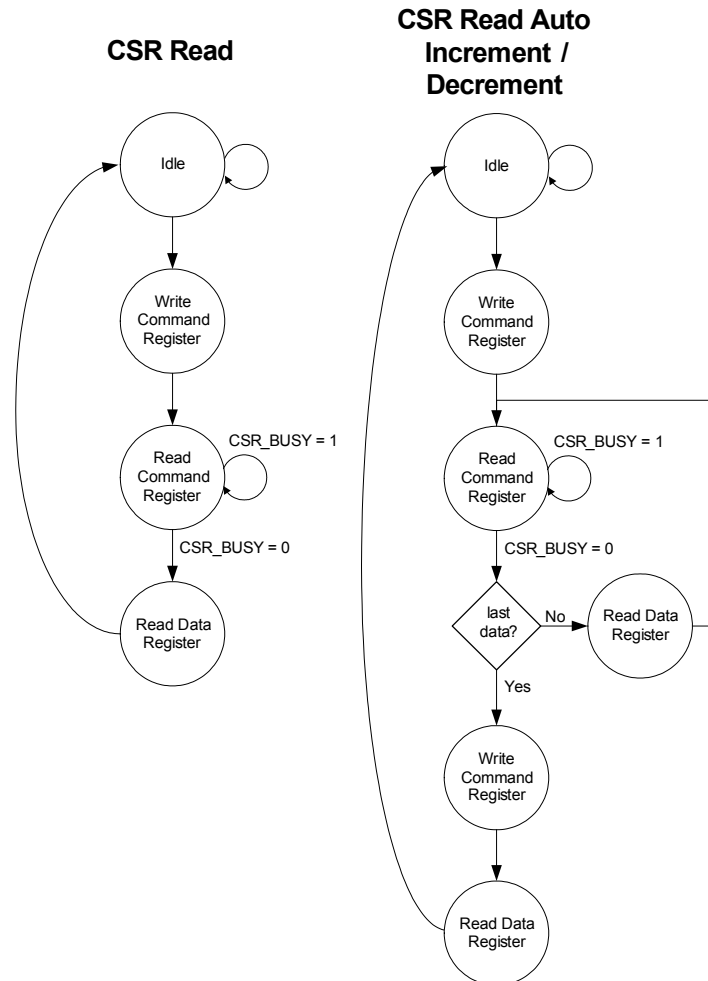 CSR Read
Idle
Write
Command
Register
Read
Command
Register
CSR_BUSY = 1
CSR_BUSY = 0
Read Data
Register
CSR Read Auto
Increment /
Decrement
Idle
Write
Command
Register
Read
Command
Register
CSR_BUSY = 1
CSR_BUSY = 0
last
data?
No
Read Data
Register
Yes
Write
Command
Register
Read Data
Register